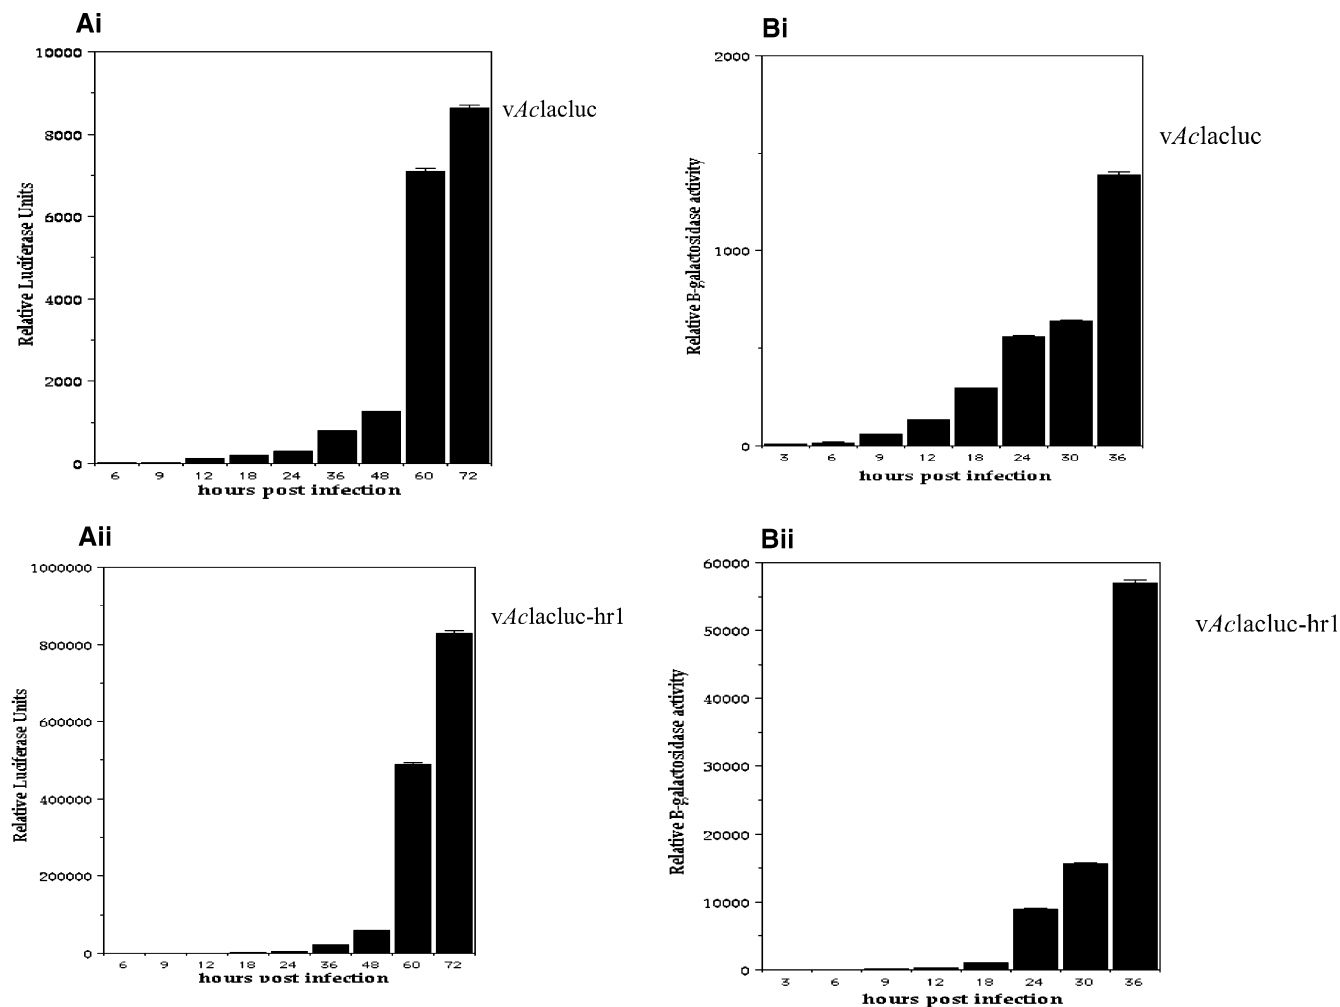 Ai
10000
8000
6000
4000
2000
0
Relative Luciferase Units
6 9 12 18 24 36 48 60 72
hours post infection
vAclacluc
Bi
2000
1000
0
Relative B-galactosidase activity
3 6 9 12 18 24 30 36
hours post infection
vAclacluc
Aii
1000000
800000
600000
400000
200000
0
Relative Luciferase Units
6 9 12 18 24 36 48 60 72
hours post infection
vAclacluc-hr1
Bii
60000
50000
40000
30000
20000
10000
0
Relative B-galactosidase activity
3 6 9 12 18 24 30 36
hours post infection
vAclacluc-hr1